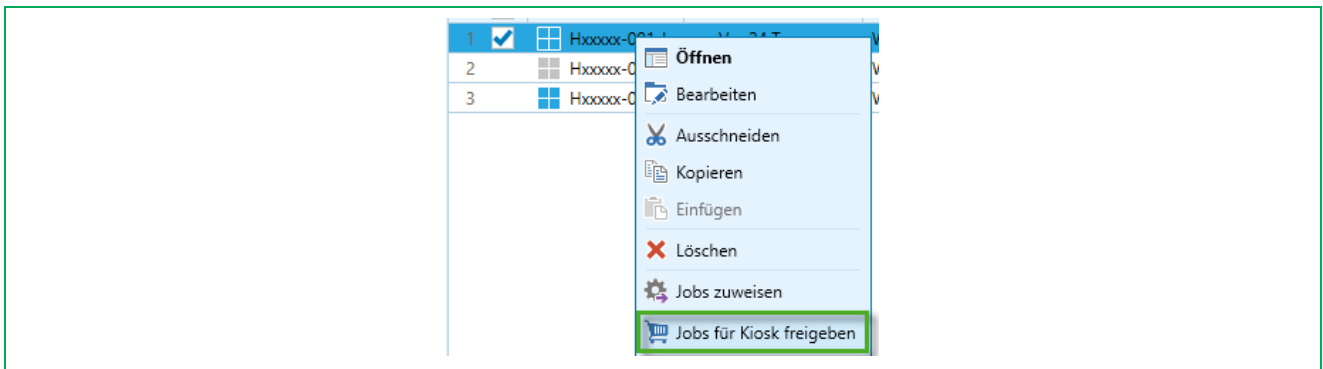 1 Hxxxxx-0
Öffnen
2 Hxxxxx-0
Bearbeiten
3 Hxxxxx-0
Ausschneiden
Kopieren
Einfügen
Löschen
Jobs zuweisen
Jobs für Kiosk freigeben